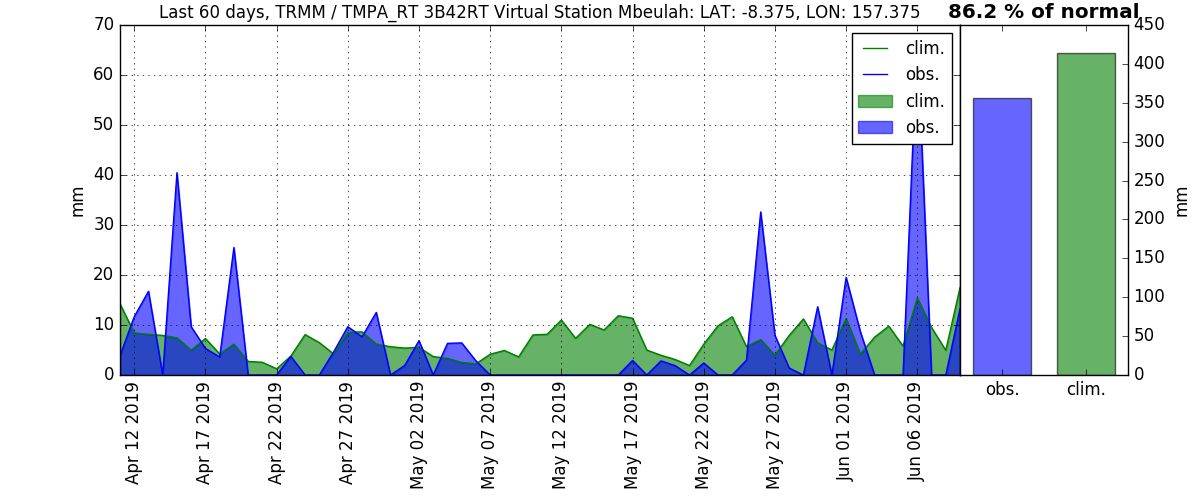 Last 60 days, TRMM / TMPA_RT 3B42RT Virtual Station Mbeulah: LAT: -8.375, LON: 157.375
86.2 % of normal
70
60
50
40
30
20
10
0
mm
clim.
obs.
clim.
obs.
450
400
350
300
250
200
150
100
50
0
mm
Apr 12 2019
Apr 17 2019
Apr 22 2019
Apr 27 2019
May 02 2019
May 07 2019
May 12 2019
May 17 2019
May 22 2019
May 27 2019
Jun 01 2019
Jun 06 2019
obs.
clim.